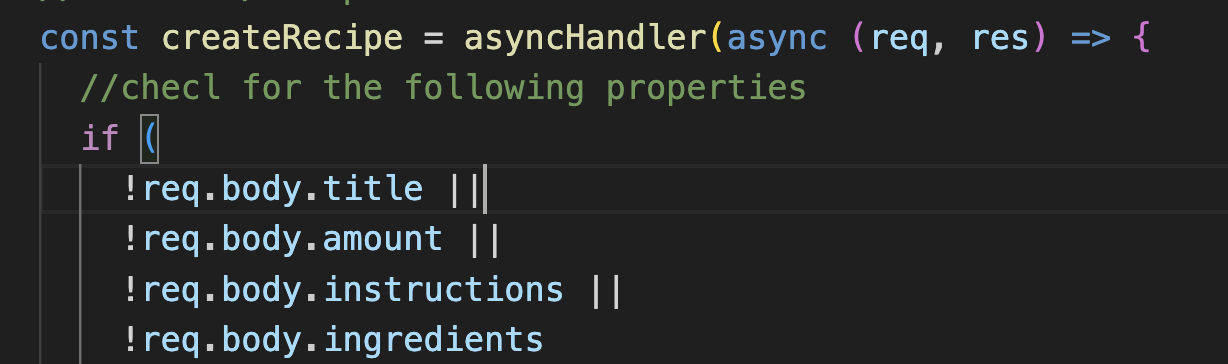 const createRecipe = asyncHandler(async (req, res) => {
//checl for the following properties
if (
!req.body.title ||
!req.body.amount ||
!req.body.instructions ||
!req.body.ingredients